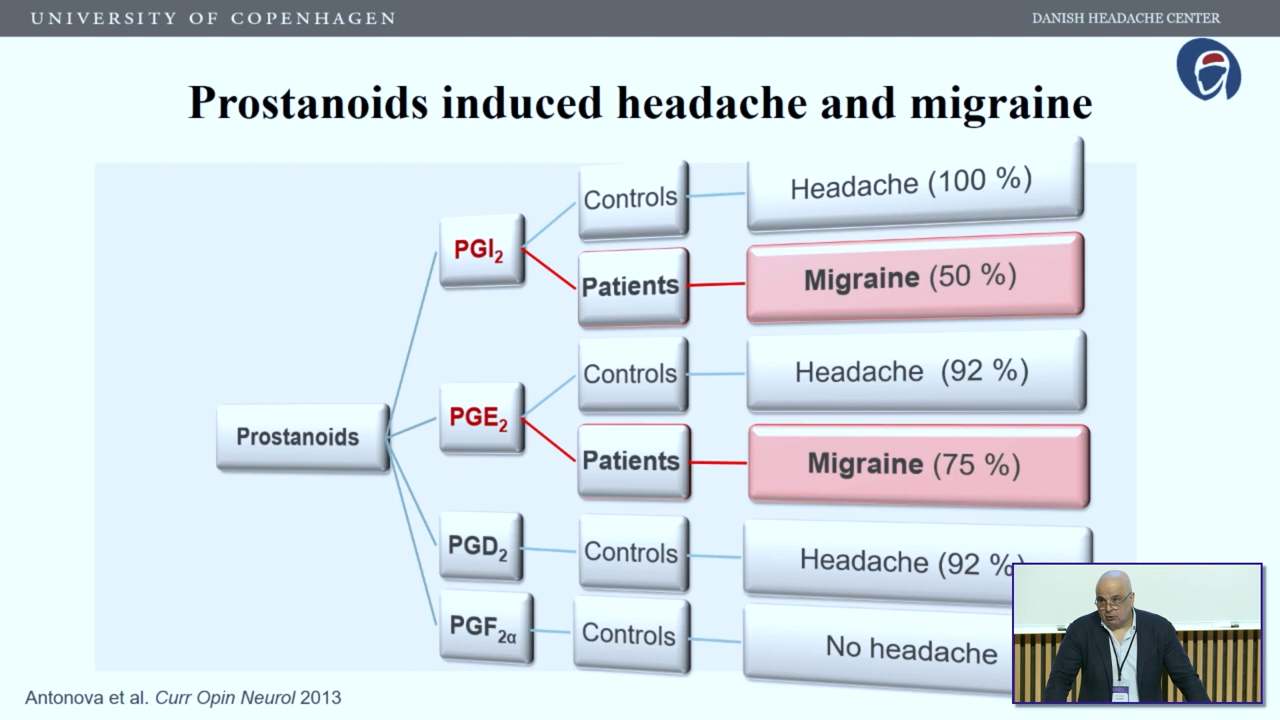 UNIVERSITY OF COPENHAGEN
DANISH HEADACHE CENTER
Prostanoids induced headache and migraine
Controls
Headache (100 %)
PGI₂
Patients
Migraine (50 %)
Controls
Headache (92 %)
PGE₂
Prostanoids
Patients
Migraine (75 %)
PGD₂
Controls
Headache (92 %)
PGF₂α
Controls
No headache
Antonova et al. Curr Opin Neurol 2013